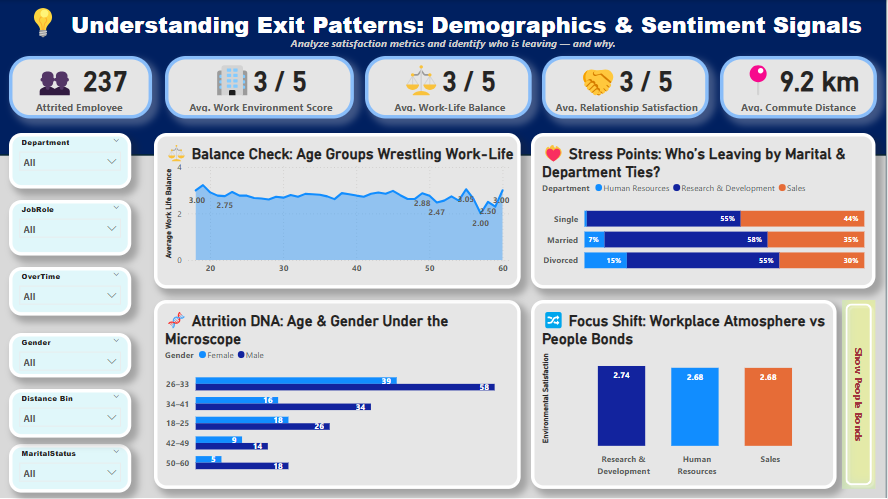 Understanding Exit Patterns: Demographics & Sentiment Signals
Analyze satisfaction metrics and identify who is leaving — and why.
237
Attrited Employee
3 / 5
Avg. Work Environment Score
3 / 5
Avg. Work-Life Balance
3 / 5
Avg. Relationship Satisfaction
9.2 km
Avg. Commute Distance
Department
All
JobRole
All
OverTime
All
Gender
All
Distance Bin
All
MaritalStatus
All
Balance Check: Age Groups Wrestling Work-Life
Average Work Life Balance
4
2
0
3.00
2.75
2.88
2.47
3.05
2.00
2.50
3.00
20
30
40
50
60
Stress Points: Who's Leaving by Marital &
Department Ties?
Department
Human Resources
Research & Development
Sales
Single
55%
44%
Married
7%
58%
35%
Divorced
15%
55%
30%
Attrition DNA: Age & Gender Under the
Microscope
Gender
Female
Male
26–33
39
58
34–41
16
34
18–25
18
26
42–49
9
14
50–60
5
18
Focus Shift: Workplace Atmosphere vs
People Bonds
Environmental Satisfaction
2.74
2.68
2.68
Research &
Development
Human
Resources
Sales
Show People Bonds